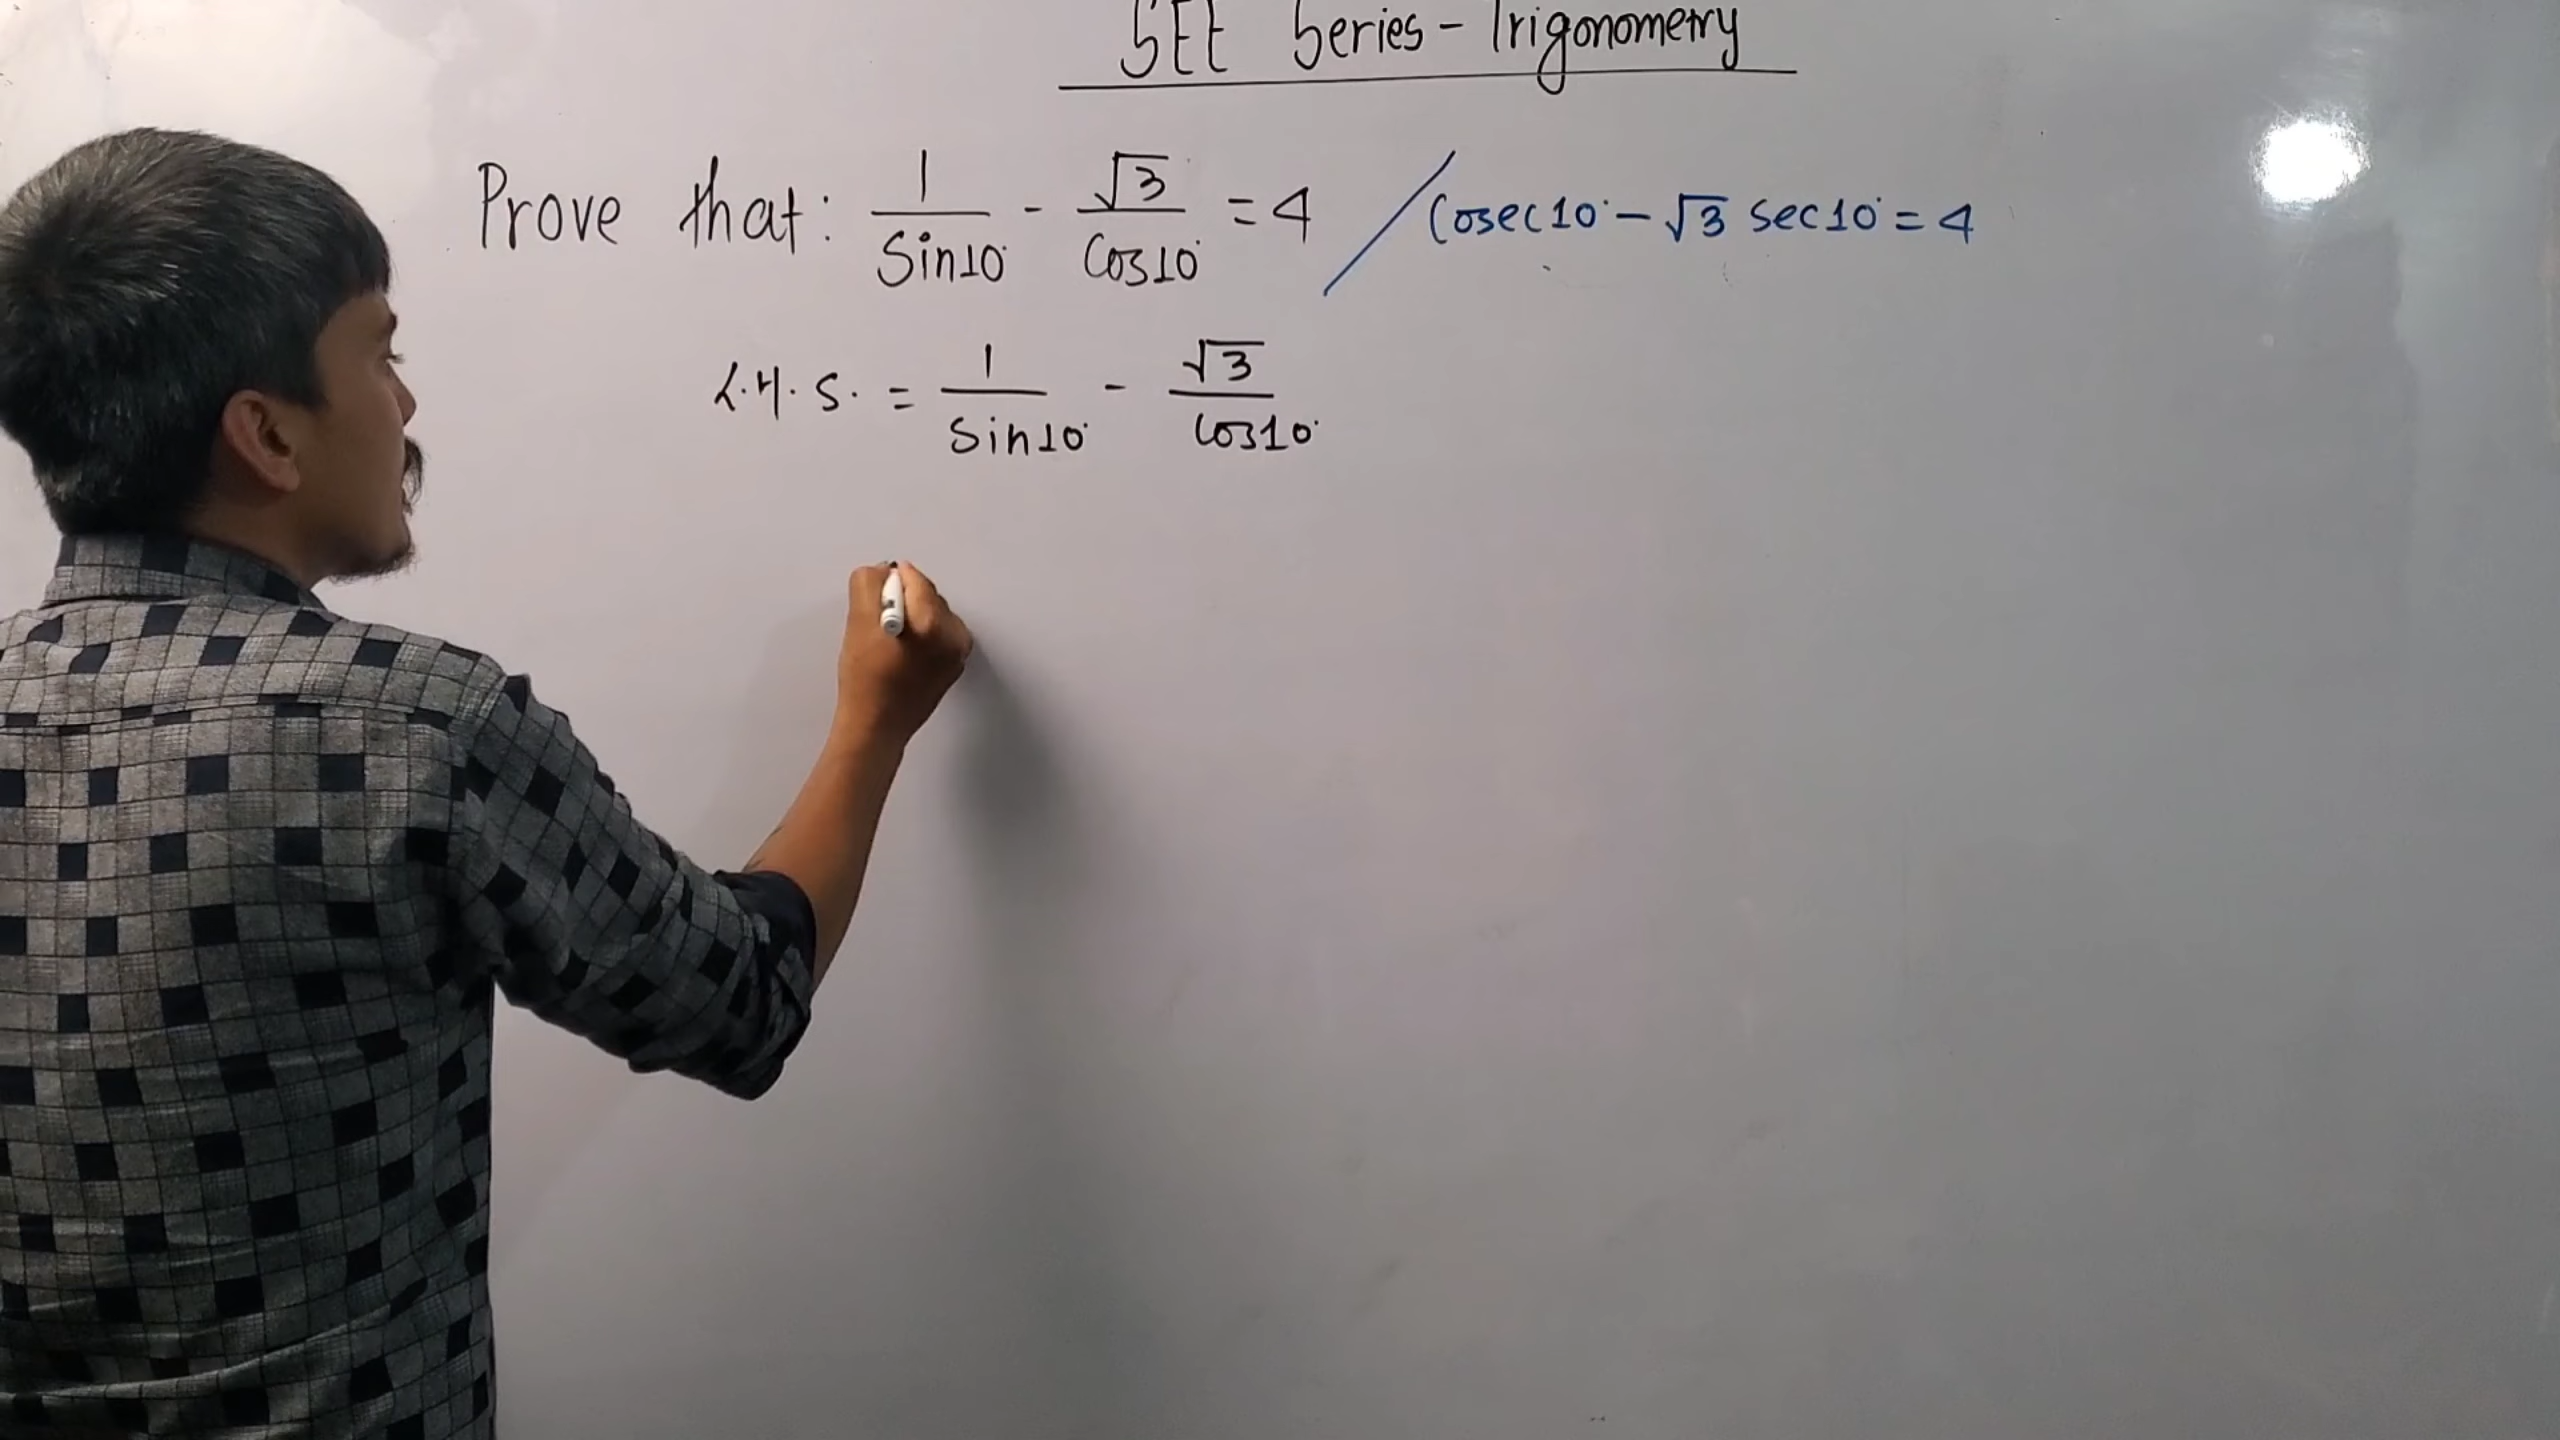 SEE Series - Trigonometry
Prove that: 1/Sin10° - √3/Cos10° = 4 / Cosec10° - √3 sec10° = 4
L.H.S. = 1/Sin10° - √3/Cos10°